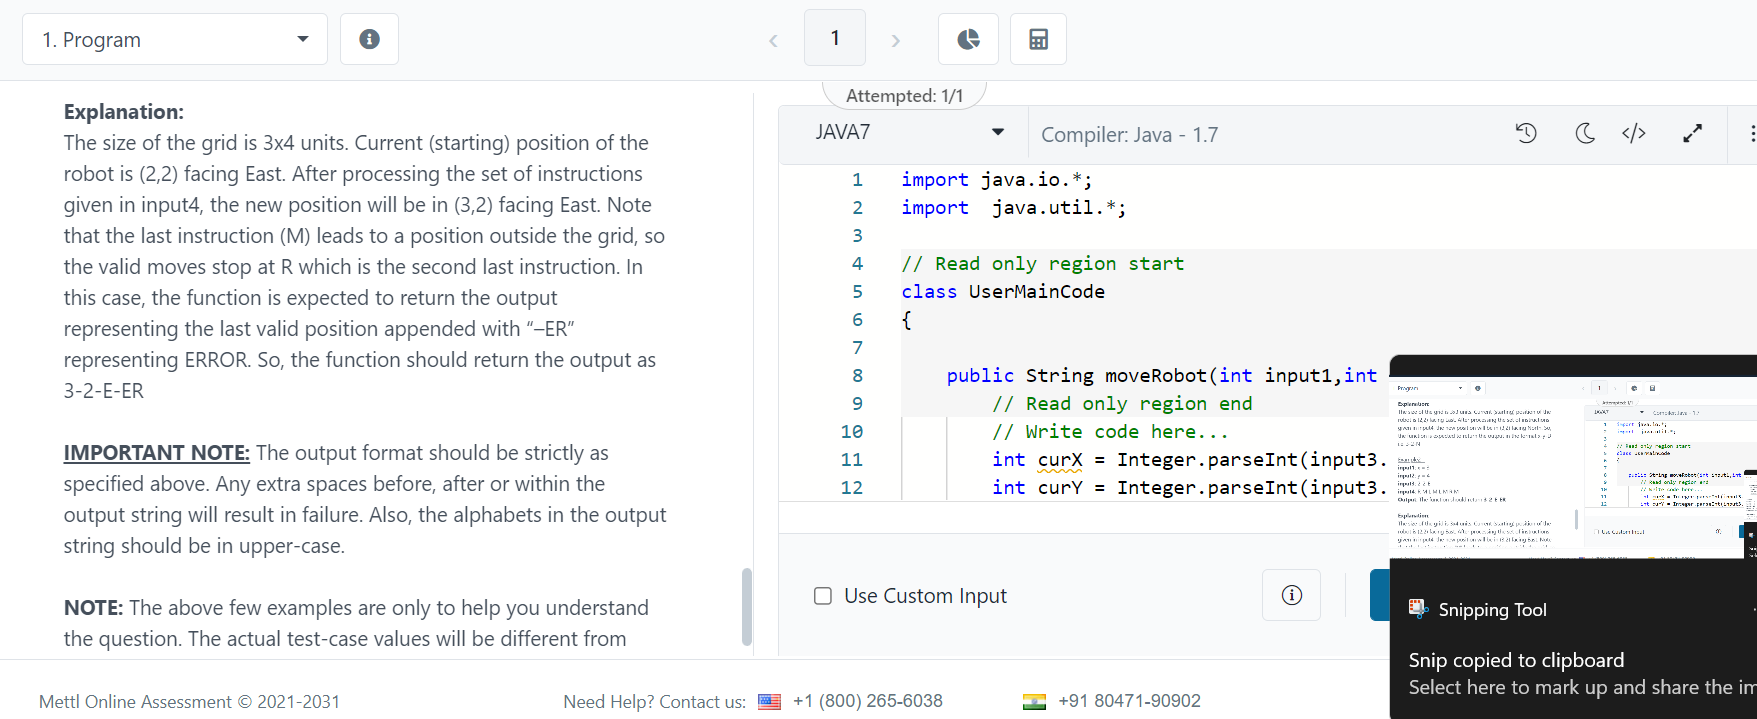 1. Program
1
Attempted: 1/1
Explanation:
The size of the grid is 3x4 units. Current (starting) position of the
robot is (2,2) facing East. After processing the set of instructions
given in input4, the new position will be in (3,2) facing East. Note
that the last instruction (M) leads to a position outside the grid, so
the valid moves stop at R which is the second last instruction. In
this case, the function is expected to return the output
representing the last valid position appended with “–ER”
representing ERROR. So, the function should return the output as
3-2-E-ER
IMPORTANT NOTE: The output format should be strictly as
specified above. Any extra spaces before, after or within the
output string will result in failure. Also, the alphabets in the output
string should be in upper-case.
NOTE: The above few examples are only to help you understand
the question. The actual test-case values will be different from
JAVA7
Compiler: Java - 1.7
1 import java.io.*;
2 import  java.util.*;
3
4 // Read only region start
5 class UserMainCode
6 {
7
8 public String moveRobot(int input1,int
9 // Read only region end
10 // Write code here...
11 int curX = Integer.parseInt(input3.
12 int curY = Integer.parseInt(input3.
Use Custom Input
Snipping Tool
Snip copied to clipboard
Select here to mark up and share the im
Mettl Online Assessment © 2021-2031
Need Help? Contact us: +1 (800) 265-6038 +91 80471-90902